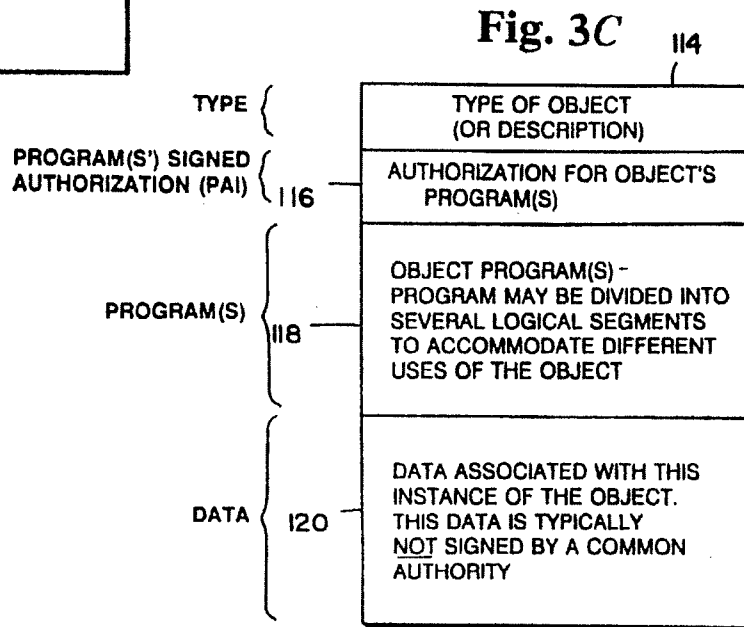 Fig. 3C
114
TYPE
TYPE OF OBJECT
(OR DESCRIPTION)
PROGRAM(S') SIGNED
AUTHORIZATION (PAI)
116
AUTHORIZATION FOR OBJECT'S
PROGRAM(S)
PROGRAM(S)
118
OBJECT PROGRAM(S) -
PROGRAM MAY BE DIVIDED INTO
SEVERAL LOGICAL SEGMENTS
TO ACCOMMODATE DIFFERENT
USES OF THE OBJECT
DATA
120
DATA ASSOCIATED WITH THIS
INSTANCE OF THE OBJECT.
THIS DATA IS TYPICALLY
NOT SIGNED BY A COMMON
AUTHORITY